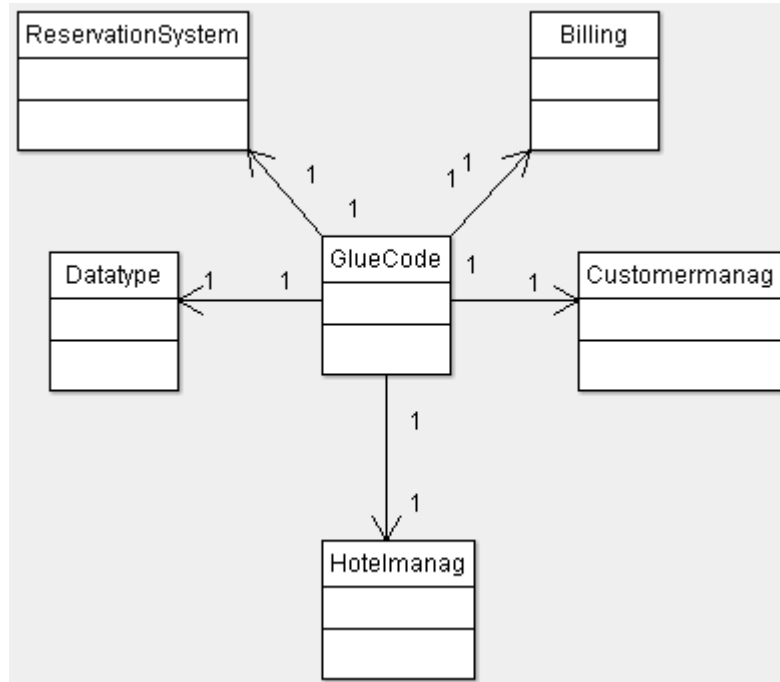 ReservationSystem
Billing
1
1
1
1
Datatype
GlueCode
Customermanag
1
1
1
1
1
1
Hotelmanag